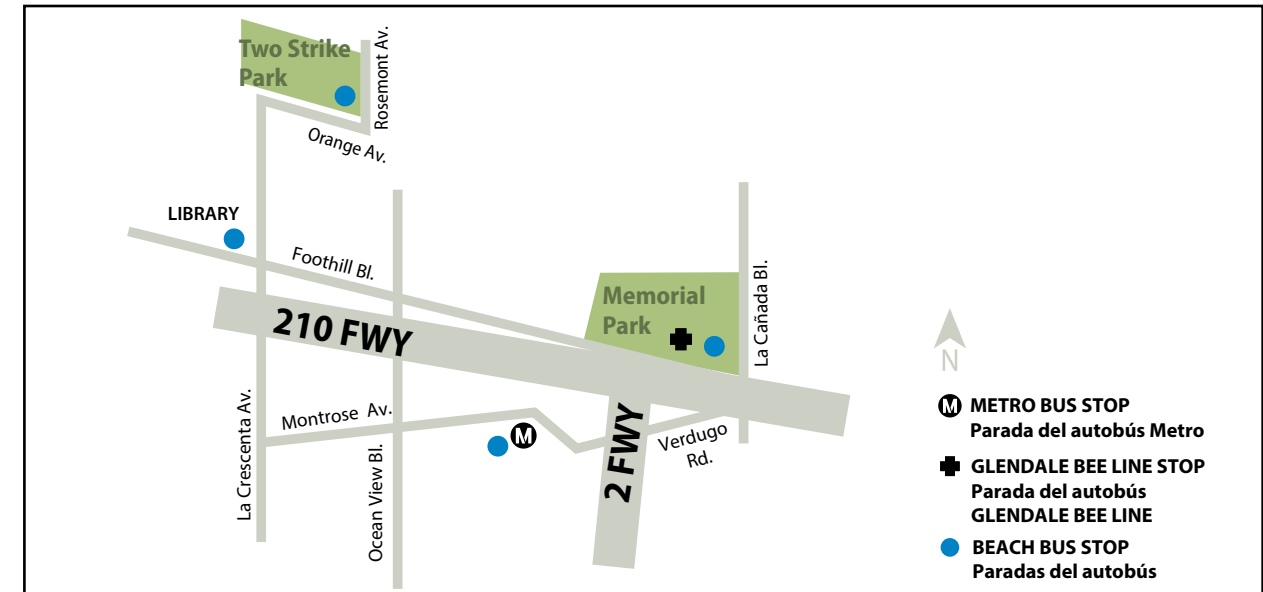 Two Strike
Park
Rosemont Av.
Orange Av.
LIBRARY
Foothill Bl.
210 FWY
Memorial
Park
La Cañada Bl.
N
La Crescenta Av.
Montrose Av.
Ocean View Bl.
M
2 FWY
Verdugo
Rd.
M METRO BUS STOP
Parada del autobús Metro
GLENDALE BEE LINE STOP
Parada del autobús
GLENDALE BEE LINE
BEACH BUS STOP
Paradas del autobús